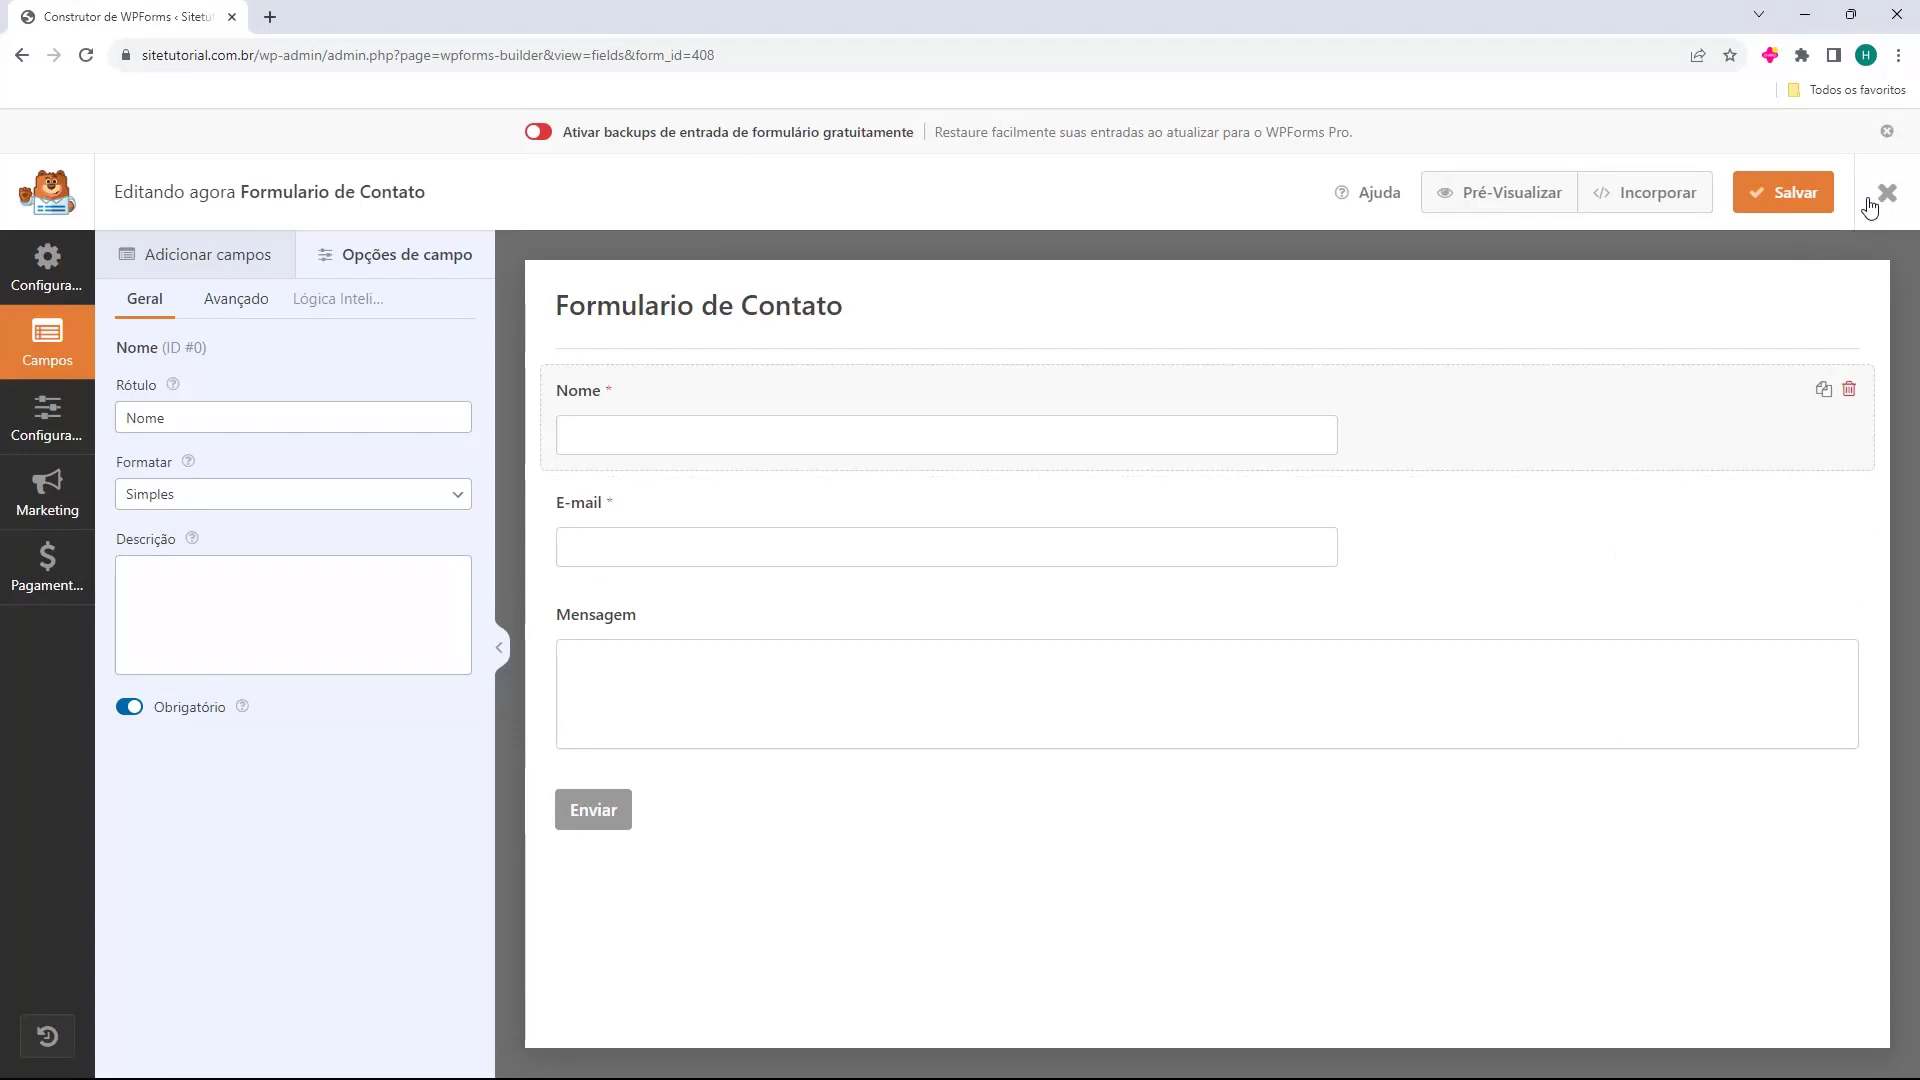 Construtor de WPForms ‹ Sitetu
sitetutorial.com.br/wp-admin/admin.php?page=wpforms-builder&view=fields&form_id=408
H
Todos os favoritos
Ativar backups de entrada de formulário gratuitamente
Restaure facilmente suas entradas ao atualizar para o WPForms Pro.
Editando agora Formulario de Contato
Ajuda
Pré-Visualizar
Incorporar
Salvar
Configura...
Campos
Configura...
Marketing
Pagament...
Adicionar campos
Opções de campo
Geral
Avançado
Lógica Inteli...
Nome (ID #0)
Rótulo
Nome
Formatar
Simples
Descrição
Obrigatório
Formulario de Contato
Nome *
E-mail *
Mensagem
Enviar